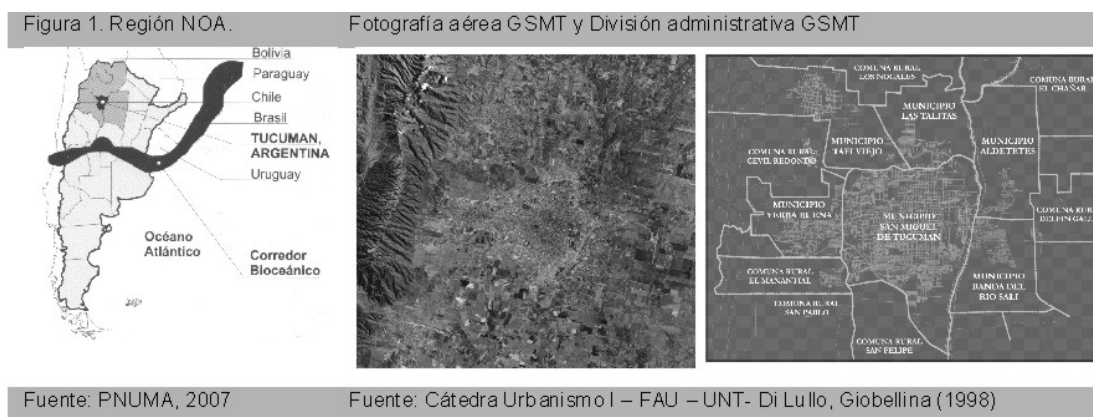 Figura 1. Región NOA.
Fotografía aérea GSMT y División administrativa GSMT
Bolivia
Paraguay
Chile
Brasil
TUCUMAN,
ARGENTINA
Uruguay
Océano
Atlántico
Corredor
Bioceánico
COMUNA RURAL
LOS NOGALES
COMUNA RURAL
EL CHAÑAR
MUNICIPIO
LAS TALITAS
MUNICIPIO
TAFI VIEJO
MUNICIPIO
ALDETETES
COMUNA RURAL
CEVIL REDONDO
MUNICIPIO
YERBA BUENA
MUNICIPIO
SAN MIGUEL
DE TUCUMAN
COMUNA RURA
DELFIN GALL
COMUNA RURAL
EL MANANTIAL
MUNICIPIO
BANDA DEL
RIO SALI
COMUNA RURAL
SAN PABLO
COMUNA RURAL
SAN FELIPE
Fuente: PNUMA, 2007
Fuente: Cátedra Urbanismo I – FAU – UNT- Di Lullo, Giobellina (1998)